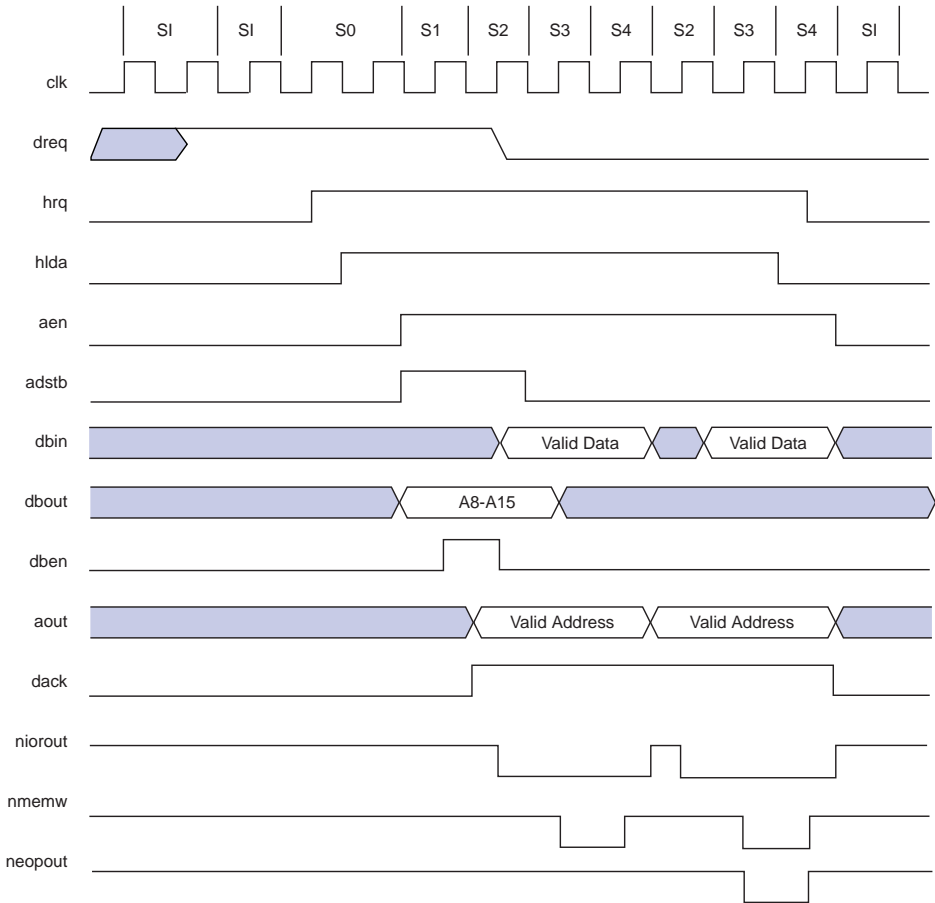 SI SI S0 S1 S2 S3 S4 S2 S3 S4 SI
clk
dreq
hrq
hlda
aen
adstb
dbin Valid Data Valid Data
dbout A8-A15
dben
aout Valid Address Valid Address
dack
niorout
nmemw
neopout